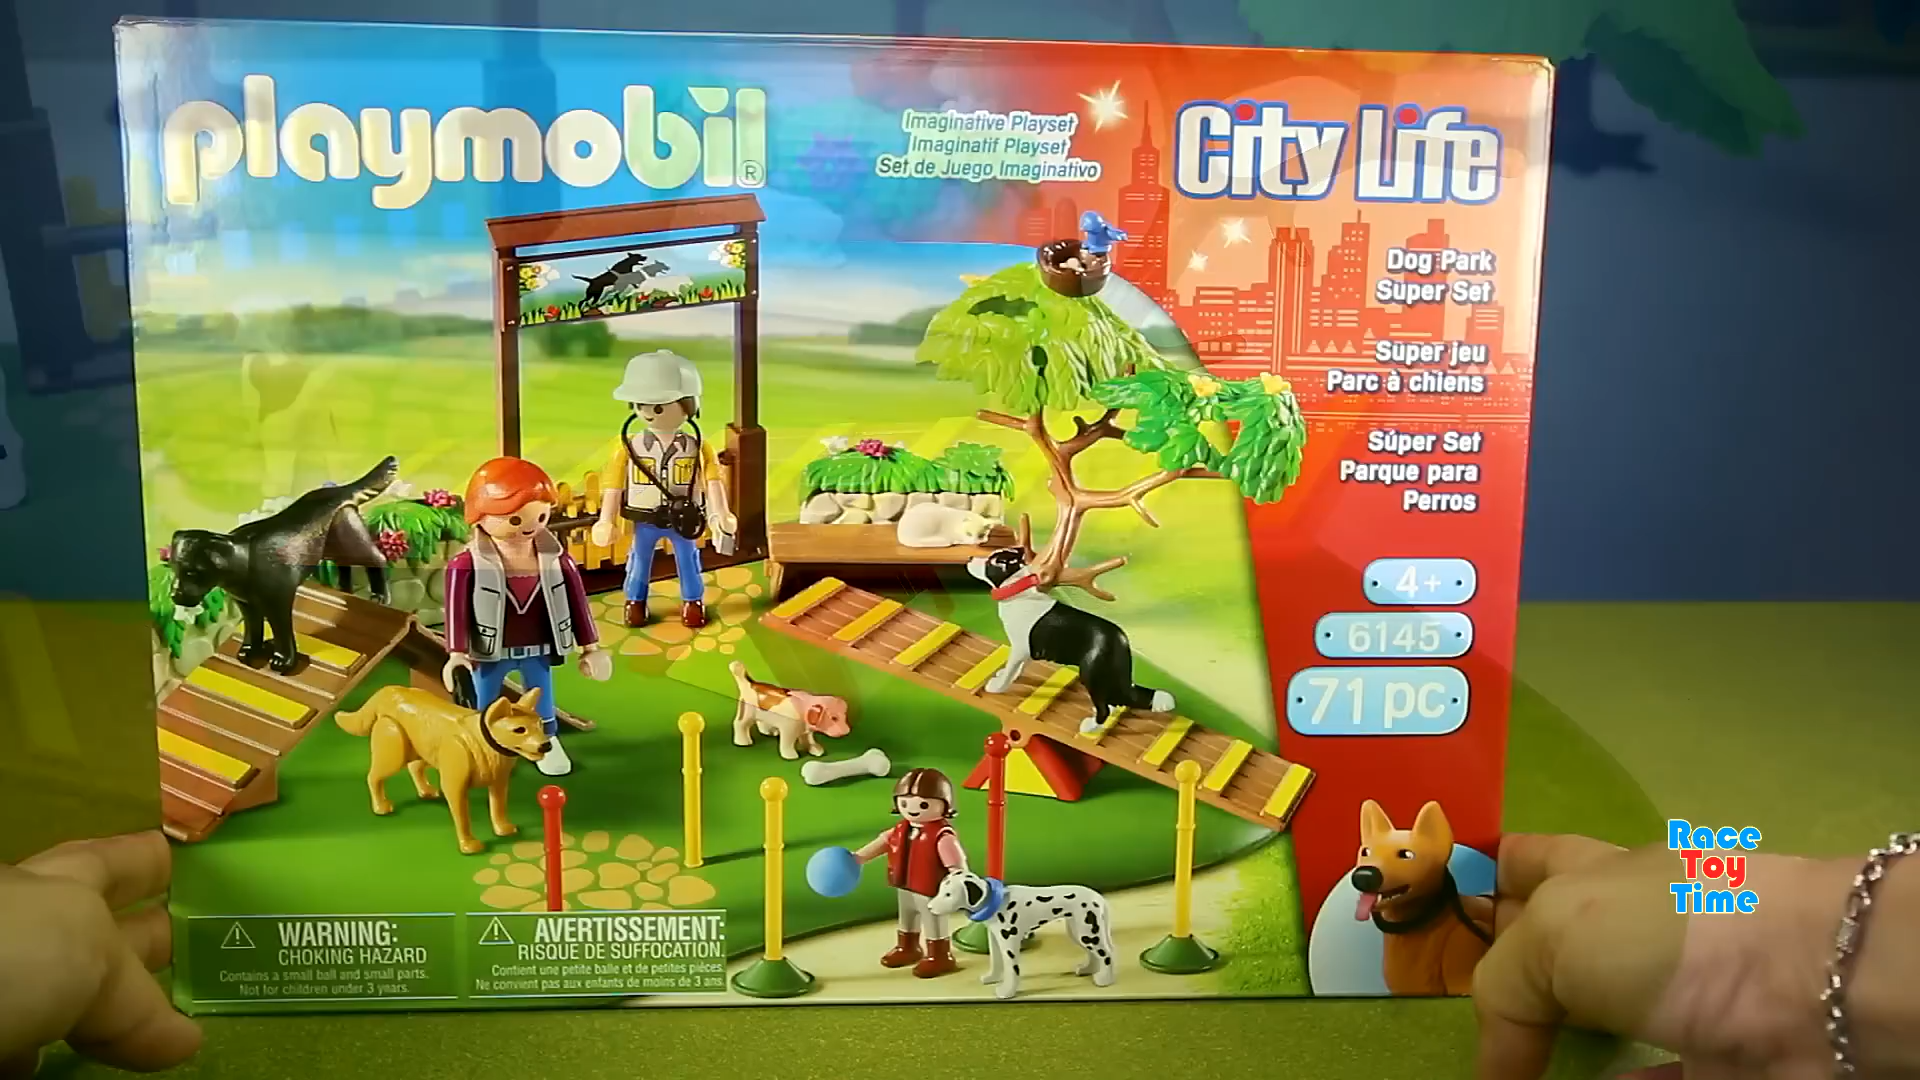 playmobil®
Imaginative Playset
Imaginatif Playset
Set de Juego Imaginativo
City Life
Dog Park
Super Set
Super jeu
Parc à chiens
Súper Set
Parque para
Perros
4+
6145
71 pc
WARNING:
CHOKING HAZARD
Contains a small ball and small parts.
Not for children under 3 years.
AVERTISSEMENT:
RISQUE DE SUFFOCATION.
Contient une petite balle et de petites pièces.
Ne convient pas aux enfants de moins de 3 ans.
Race
Toy
Time